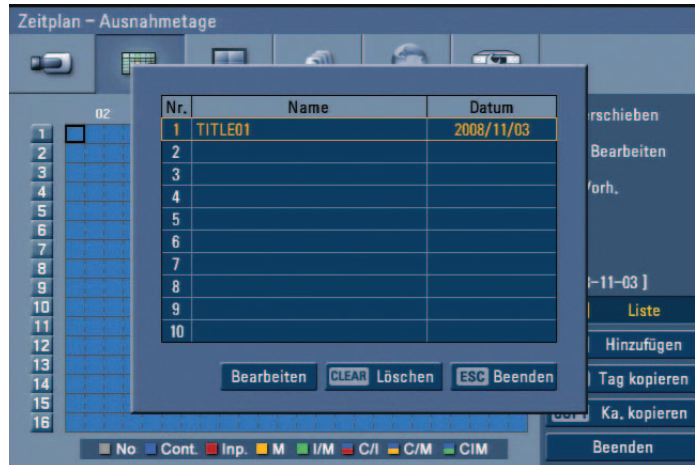 Zeitplan – Ausnahmetage
02
Nr. Name Datum
1 TITLE01 2008/11/03
2
3
4
5
6
7
8
9
10
Bearbeiten CLEAR Löschen ESC Beenden
1
2
3
4
5
6
7
8
9
10
11
12
13
14
15
16
rschieben
Bearbeiten
Vorh.
-11-03 ]
Liste
Hinzufügen
Tag kopieren
Ka. kopieren
Beenden
No Cont. Inp. M I/M C/I C/M CIM